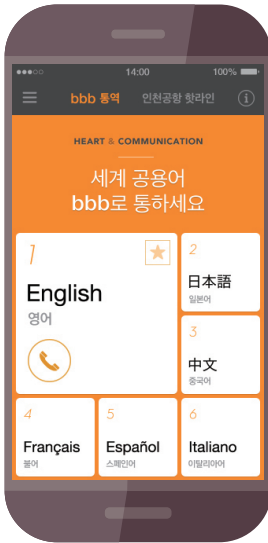 14:00
100%
bbb 통역
인천공항 핫라인
i
HEART & COMMUNICATION
세계 공용어
bbb로 통하세요
1
English
영어
2
日本語
일본어
3
中文
중국어
4
Français
불어
5
Español
스페인어
6
Italiano
이탈리아어